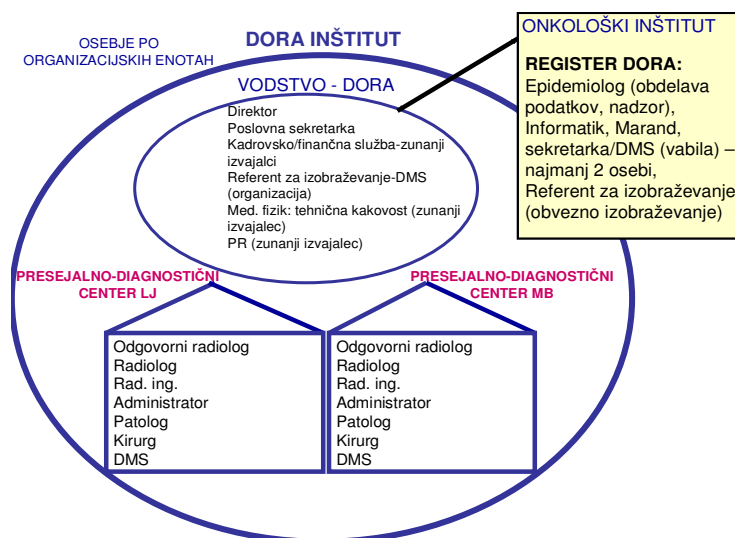 OSEBJE PO
ORGANIZACIJSKIH ENOTAH
DORA INŠTITUT
VODSTVO - DORA
Direktor
Poslovna sekretarka
Kadrovsko/finančna služba-zunanji
izvajalci
Referent za izobraževanje-DMS
(organizacija)
Med. fizik: tehnična kakovost (zunanji
izvajalec)
PR (zunanji izvajalec)
ONKOLOŠKI INŠTITUT
REGISTER DORA:
Epidemiolog (obdelava
podatkov, nadzor),
Informatik, Marand,
sekretarka/DMS (vabila) –
najmanj 2 osebi,
Referent za izobraževanje
(obvezno izobraževanje)
PRESEJALNO-DIAGNOSTIČNI
CENTER LJ
Odgovorni radiolog
Radiolog
Rad. ing.
Administrator
Patolog
Kirurg
DMS
PRESEJALNO-DIAGNOSTIČNI
CENTER MB
Odgovorni radiolog
Radiolog
Rad. ing.
Administrator
Patolog
Kirurg
DMS